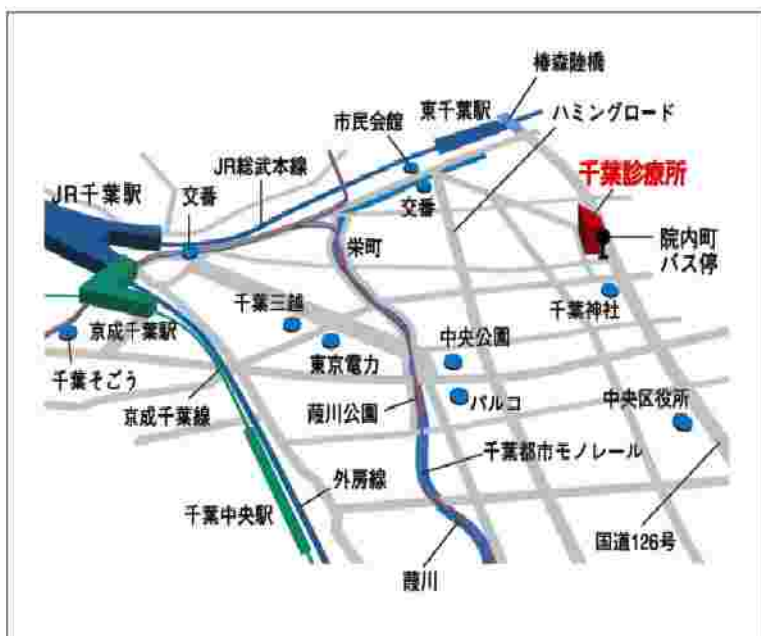 椿森陸橋
東千葉駅
ハミングロード
市民会館
JR総武本線
千葉診療所
JR千葉駅
交番
交番
栄町
院内町
バス停
千葉三越
千葉神社
京成千葉駅
東京電力
中央公園
千葉そごう
京成千葉線
葭川公園
パルコ
中央区役所
千葉都市モノレール
外房線
千葉中央駅
国道126号
葭川